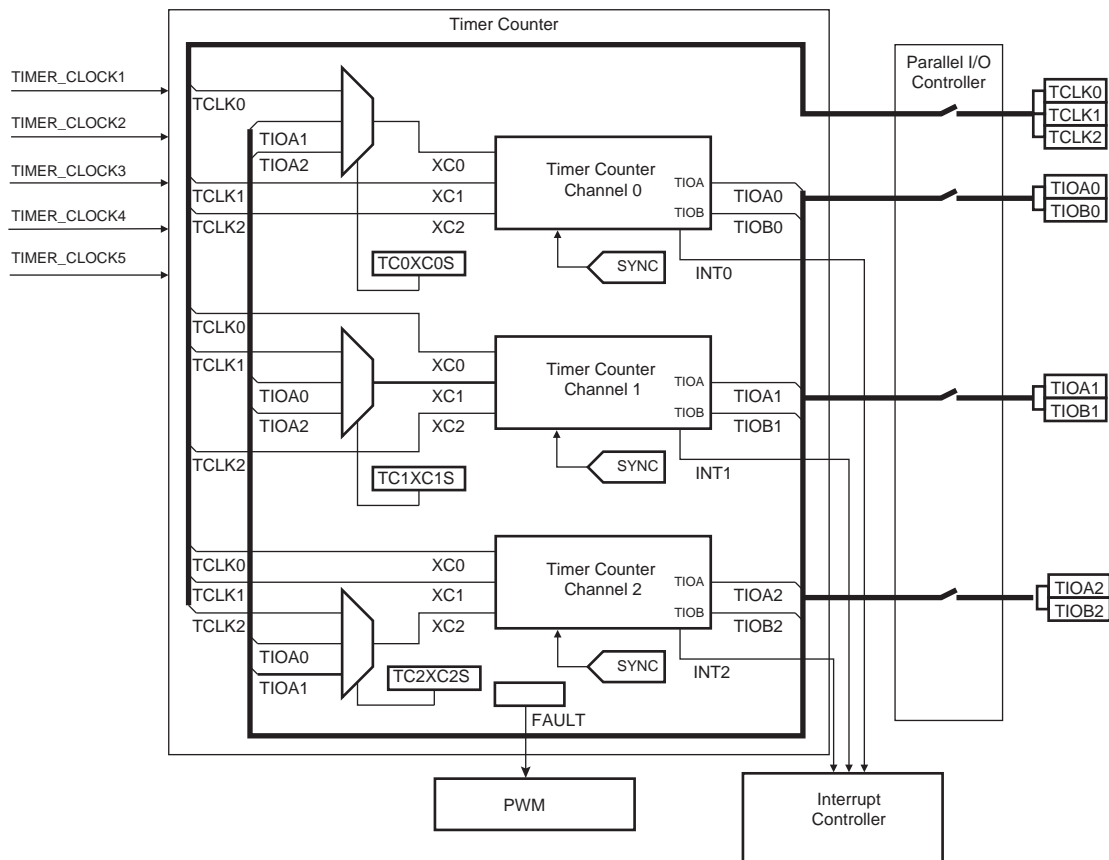 Timer Counter
Parallel I/O
Controller
TIMER_CLOCK1
TIMER_CLOCK2
TIMER_CLOCK3
TIMER_CLOCK4
TIMER_CLOCK5
TCLK0
TIOA1
TIOA2
TCLK1
TCLK2
XC0
XC1
XC2
Timer Counter
Channel 0
TIOA
TIOB
TIOA0
TIOB0
TC0XC0S
SYNC
INT0
TCLK0
TCLK1
TIOA0
TIOA2
TCLK2
XC0
XC1
XC2
Timer Counter
Channel 1
TIOA
TIOB
TIOA1
TIOB1
TC1XC1S
SYNC
INT1
TCLK0
TCLK1
TCLK2
TIOA0
TIOA1
XC0
XC1
XC2
Timer Counter
Channel 2
TIOA
TIOB
TIOA2
TIOB2
TC2XC2S
SYNC
INT2
FAULT
PWM
Interrupt
Controller
TCLK0
TCLK1
TCLK2
TIOA0
TIOB0
TIOA1
TIOB1
TIOA2
TIOB2